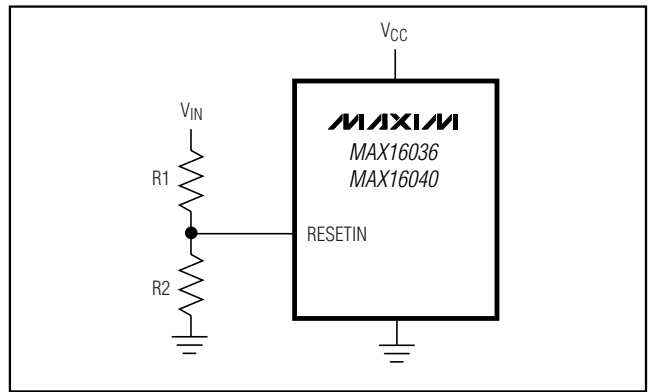 VCC
VIN
MAXIM
MAX16036
MAX16040
R1
RESETIN
R2